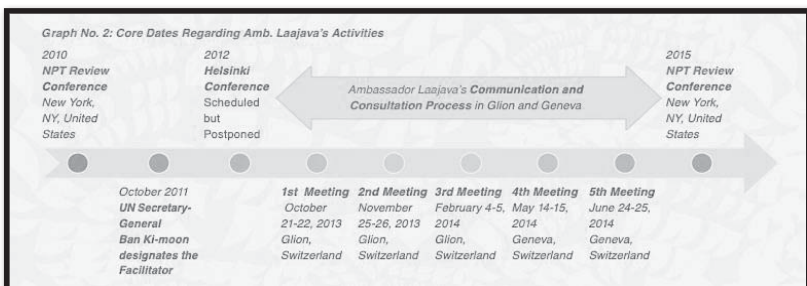 Graph No. 2: Core Dates Regarding Amb. Laajava's Activities
2010
NPT Review
Conference
New York,
NY, United
States
2012
Helsinki
Conference
Scheduled
but
Postponed
Ambassador Laajava's Communication and
Consultation Process in Glion and Geneva
2015
NPT Review
Conference
New York,
NY, United
States
October 2011
UN Secretary-
General
Ban Ki-moon
designates the
Facilitator
1st Meeting
October
21-22, 2013
Glion,
Switzerland
2nd Meeting
November
25-26, 2013
Glion,
Switzerland
3rd Meeting
February 4-5,
2014
Glion,
Switzerland
4th Meeting
May 14-15,
2014
Geneva,
Switzerland
5th Meeting
June 24-25,
2014
Geneva,
Switzerland